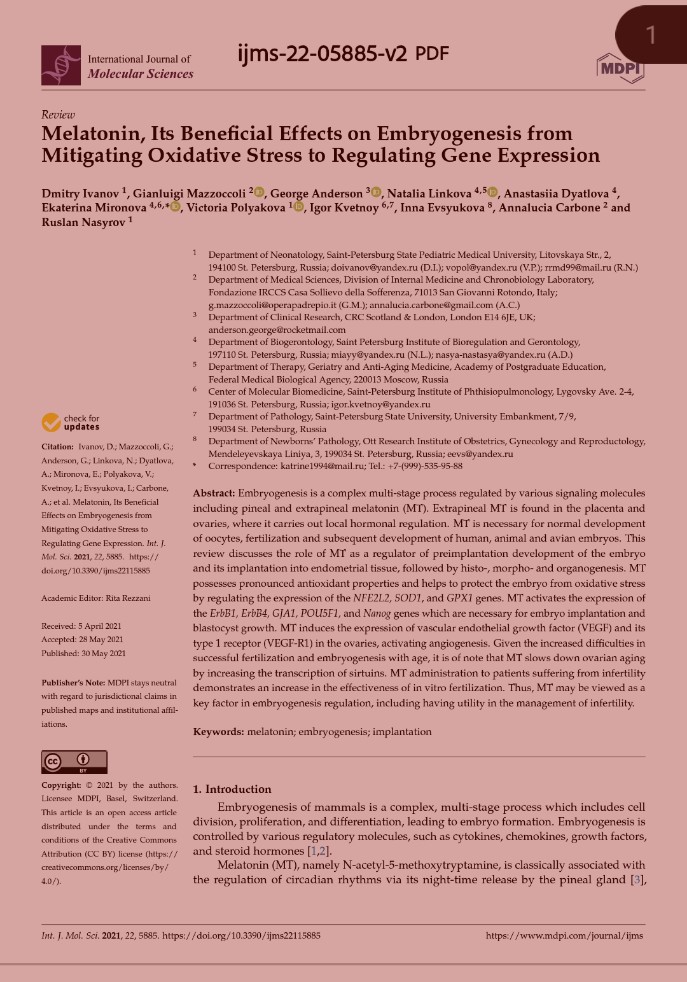 1
ijms-22-05885-v2 PDF
International Journal of
Molecular Sciences
MDPI
Review
Melatonin, Its Beneficial Effects on Embryogenesis from
Mitigating Oxidative Stress to Regulating Gene Expression
Dmitry Ivanov 1, Gianluigi Mazzoccoli 2, George Anderson 3, Natalia Linkova 4,5, Anastasiia Dyatlova 4,
Ekaterina Mironova 4,6,*, Victoria Polyakova 1, Igor Kvetnoy 6,7, Inna Evsyukova 8, Annalucia Carbone 2 and
Ruslan Nasyrov 1
1 Department of Neonatology, Saint-Petersburg State Pediatric Medical University, Litovskaya Str., 2,
194100 St. Petersburg, Russia; doivanov@yandex.ru (D.I.); vopol@yandex.ru (V.P.); rrmd99@mail.ru (R.N.)
2 Department of Medical Sciences, Division of Internal Medicine and Chronobiology Laboratory,
Fondazione IRCCS Casa Sollievo della Sofferenza, 71013 San Giovanni Rotondo, Italy;
g.mazzoccoli@operapadrepio.it (G.M.); annalucia.carbone@gmail.com (A.C.)
3 Department of Clinical Research, CRC Scotland & London, London E14 6JE, UK;
anderson.george@rocketmail.com
4 Department of Biogerontology, Saint Petersburg Institute of Bioregulation and Gerontology,
197110 St. Petersburg, Russia; miayy@yandex.ru (N.L.); nasya-nastasya@yandex.ru (A.D.)
5 Department of Therapy, Geriatry and Anti-Aging Medicine, Academy of Postgraduate Education,
Federal Medical Biological Agency, 220013 Moscow, Russia
6 Center of Molecular Biomedicine, Saint-Petersburg Institute of Phthisiopulmonology, Lygovsky Ave. 2-4,
191036 St. Petersburg, Russia; igor.kvetnoy@yandex.ru
7 Department of Pathology, Saint-Petersburg State University, University Embankment, 7/9,
199034 St. Petersburg, Russia
8 Department of Newborns' Pathology, Ott Research Institute of Obstetrics, Gynecology and Reproductology,
Mendeleyevskaya Liniya, 3, 199034 St. Petersburg, Russia; eevs@yandex.ru
* Correspondence: katrine1994@mail.ru; Tel.: +7-(999)-535-95-88
check for
updates
Citation: Ivanov, D.; Mazzoccoli, G.;
Anderson, G.; Linkova, N.; Dyatlova,
A.; Mironova, E.; Polyakova, V.;
Kvetnoy, I.; Evsyukova, I.; Carbone,
A.; et al. Melatonin, Its Beneficial
Effects on Embryogenesis from
Mitigating Oxidative Stress to
Regulating Gene Expression. Int. J.
Mol. Sci. 2021, 22, 5885. https://
doi.org/10.3390/ijms22115885
Academic Editor: Rita Rezzani
Received: 5 April 2021
Accepted: 28 May 2021
Published: 30 May 2021
Publisher's Note: MDPI stays neutral
with regard to jurisdictional claims in
published maps and institutional affil-
iations.
cc BY
Copyright: © 2021 by the authors.
Licensee MDPI, Basel, Switzerland.
This article is an open access article
distributed under the terms and
conditions of the Creative Commons
Attribution (CC BY) license (https://
creativecommons.org/licenses/by/
4.0/).
Abstract: Embryogenesis is a complex multi-stage process regulated by various signaling molecules
including pineal and extrapineal melatonin (MT). Extrapineal MT is found in the placenta and
ovaries, where it carries out local hormonal regulation. MT is necessary for normal development
of oocytes, fertilization and subsequent development of human, animal and avian embryos. This
review discusses the role of MT as a regulator of preimplantation development of the embryo
and its implantation into endometrial tissue, followed by histo-, morpho- and organogenesis. MT
possesses pronounced antioxidant properties and helps to protect the embryo from oxidative stress
by regulating the expression of the NFE2L2, SOD1, and GPX1 genes. MT activates the expression of
the ErbB1, ErbB4, GJA1, POU5F1, and Nanog genes which are necessary for embryo implantation and
blastocyst growth. MT induces the expression of vascular endothelial growth factor (VEGF) and its
type 1 receptor (VEGF-R1) in the ovaries, activating angiogenesis. Given the increased difficulties in
successful fertilization and embryogenesis with age, it is of note that MT slows down ovarian aging
by increasing the transcription of sirtuins. MT administration to patients suffering from infertility
demonstrates an increase in the effectiveness of in vitro fertilization. Thus, MT may be viewed as a
key factor in embryogenesis regulation, including having utility in the management of infertility.
Keywords: melatonin; embryogenesis; implantation
1. Introduction
Embryogenesis of mammals is a complex, multi-stage process which includes cell
division, proliferation, and differentiation, leading to embryo formation. Embryogenesis is
controlled by various regulatory molecules, such as cytokines, chemokines, growth factors,
and steroid hormones [1,2].
Melatonin (MT), namely N-acetyl-5-methoxytryptamine, is classically associated with
the regulation of circadian rhythms via its night-time release by the pineal gland [3],
Int. J. Mol. Sci. 2021, 22, 5885. https://doi.org/10.3390/ijms22115885
https://www.mdpi.com/journal/ijms